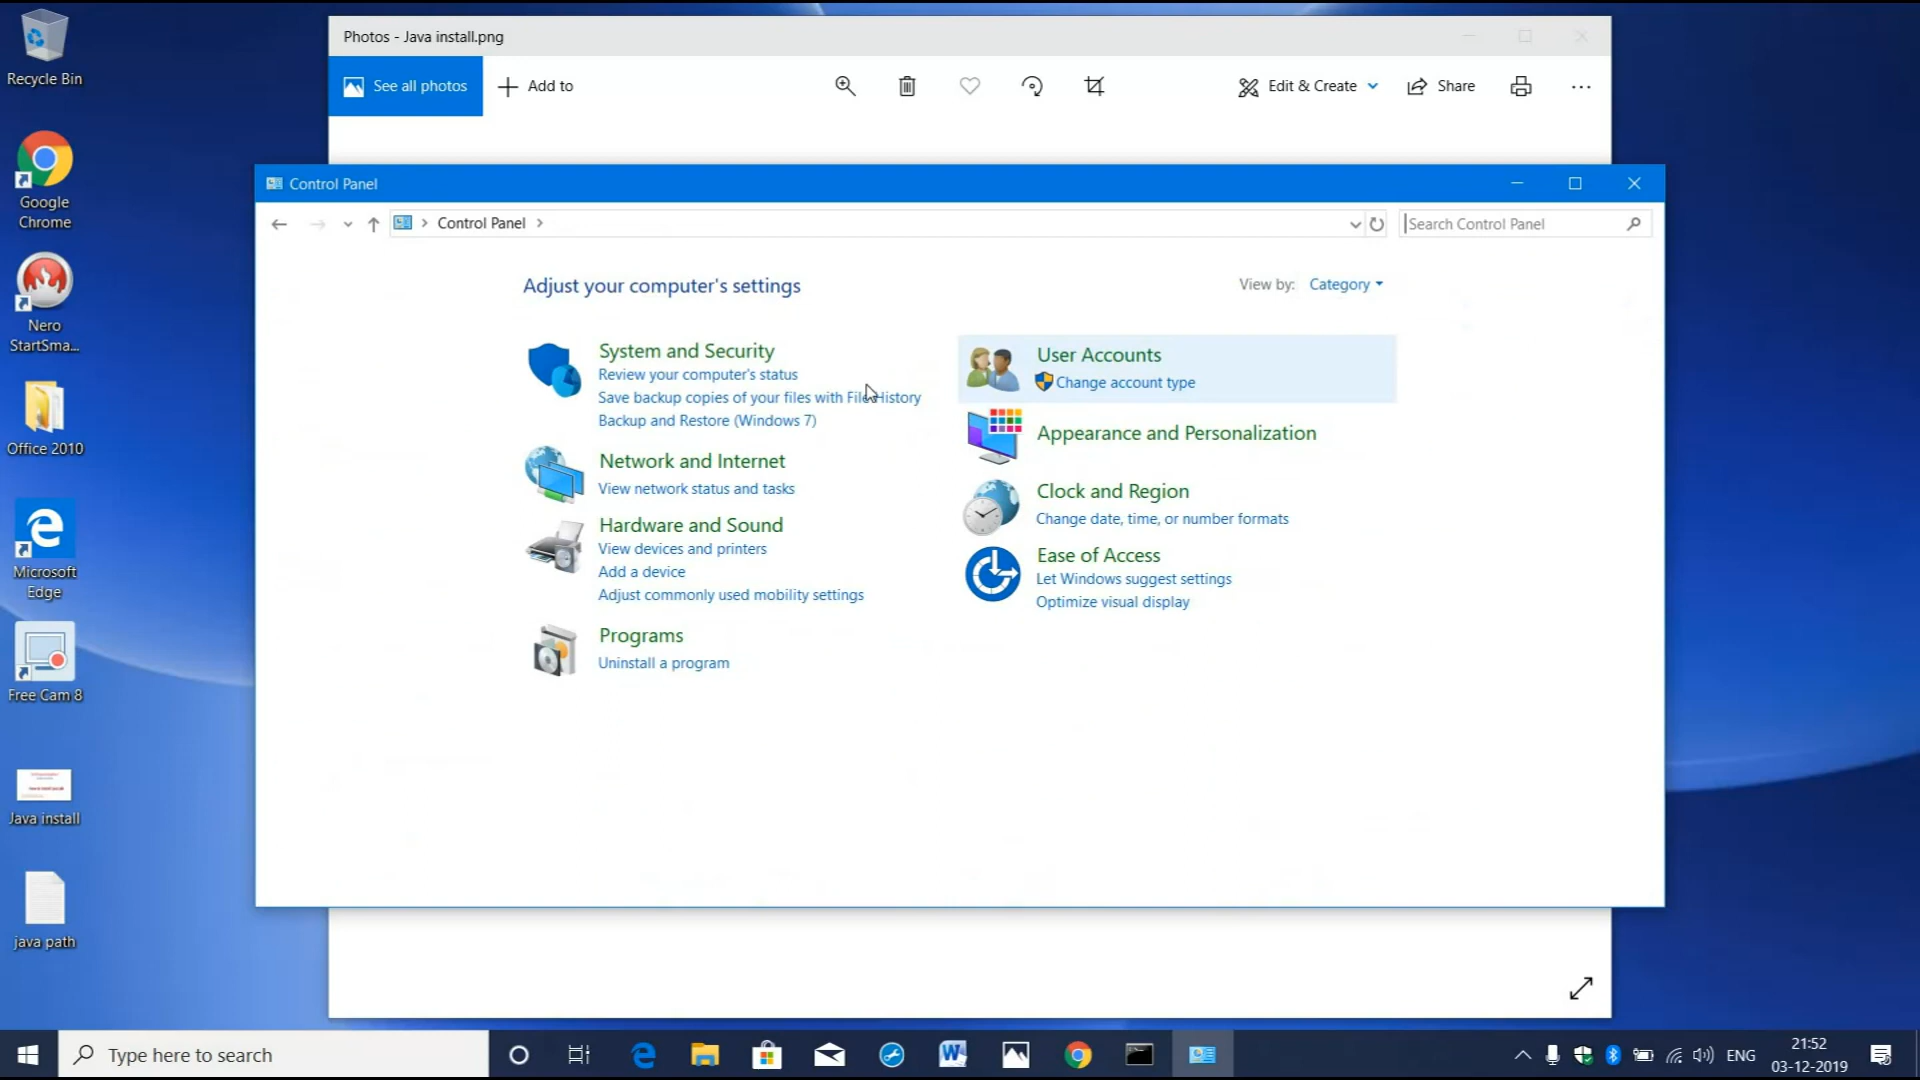 Recycle Bin
Google
Chrome
Nero
StartSma...
Office 2010
Microsoft
Edge
Free Cam 8
Java install
java path
Photos - Java install.png
See all photos
Add to
Edit & Create
Share
Control Panel
Control Panel
Search Control Panel
Adjust your computer's settings
View by: Category
System and Security
Review your computer's status
Save backup copies of your files with File History
Backup and Restore (Windows 7)
Network and Internet
View network status and tasks
Hardware and Sound
View devices and printers
Add a device
Adjust commonly used mobility settings
Programs
Uninstall a program
User Accounts
Change account type
Appearance and Personalization
Clock and Region
Change date, time, or number formats
Ease of Access
Let Windows suggest settings
Optimize visual display
Type here to search
ENG
21:52
03-12-2019